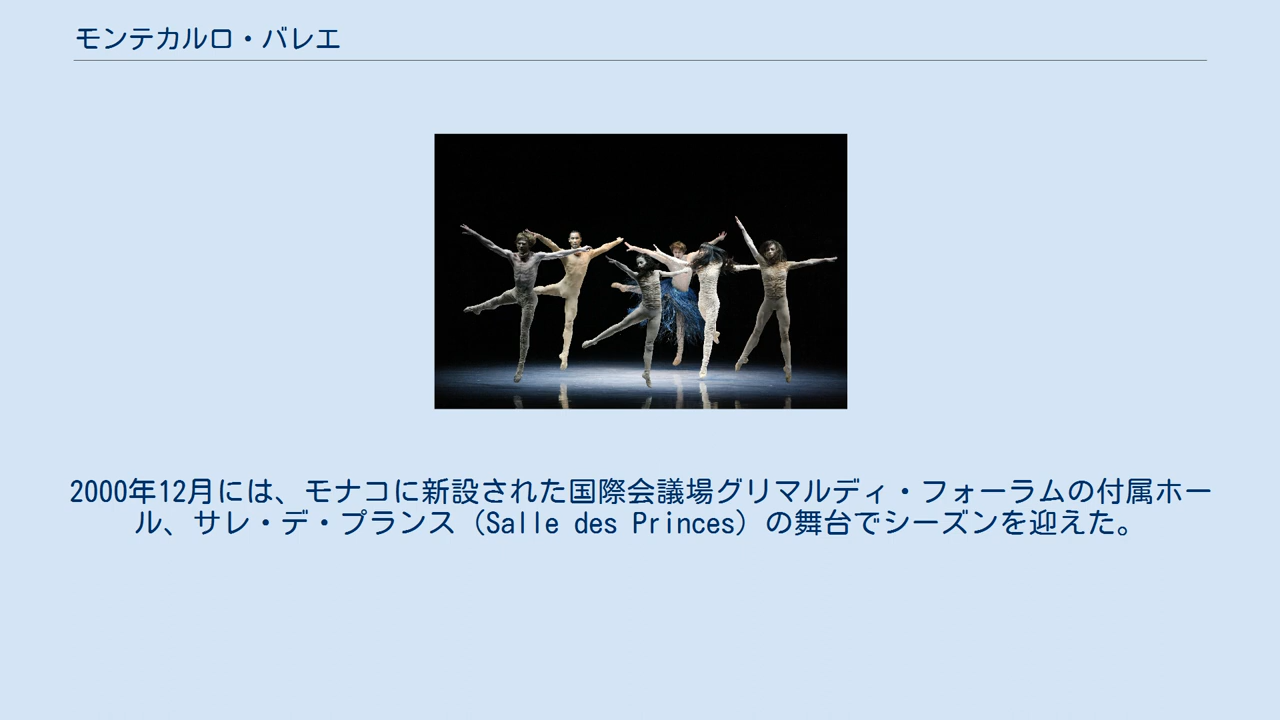 モンテカルロ・バレエ
2000年12月には、モナコに新設された国際会議場グリマルディ・フォーラムの付属ホー
ル、サレ・デ・プランス（Salle des Princes）の舞台でシーズンを迎えた。